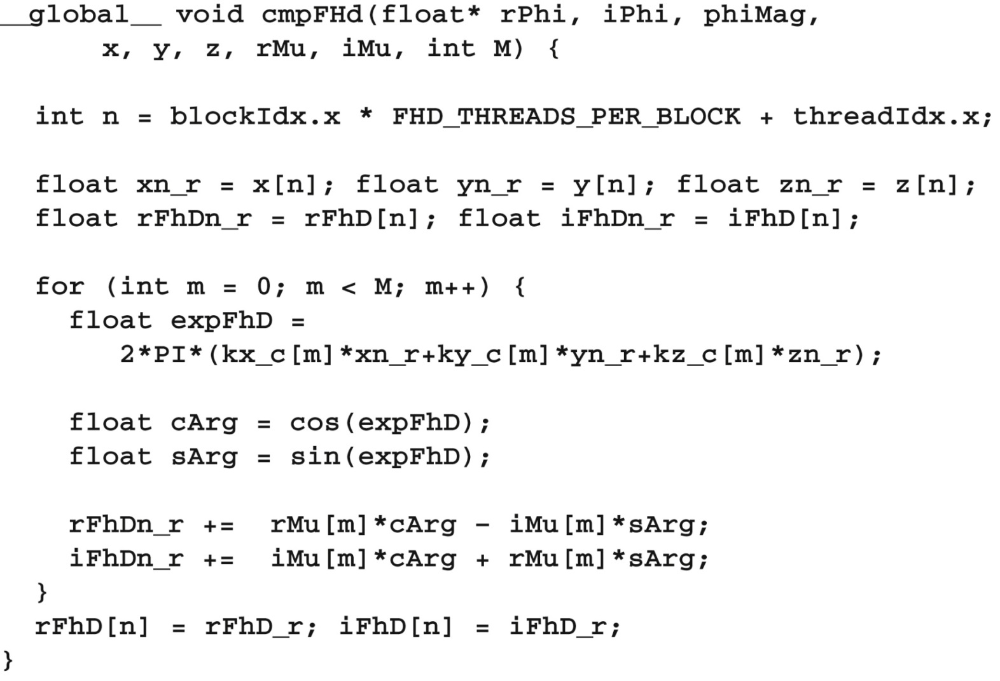 __global__ void cmpFHd(float* rPhi, iPhi, phiMag,
x, y, z, rMu, iMu, int M) {
int n = blockIdx.x * FHD_THREADS_PER_BLOCK + threadIdx.x;
float xn_r = x[n]; float yn_r = y[n]; float zn_r = z[n];
float rFhDn_r = rFhD[n]; float iFhDn_r = iFhD[n];
for (int m = 0; m < M; m++) {
float expFhD =
2*PI*(kx_c[m]*xn_r+ky_c[m]*yn_r+kz_c[m]*zn_r);
float cArg = cos(expFhD);
float sArg = sin(expFhD);
rFhDn_r += rMu[m]*cArg – iMu[m]*sArg;
iFhDn_r += iMu[m]*cArg + rMu[m]*sArg;
}
rFhD[n] = rFhD_r; iFhD[n] = iFhD_r;
}